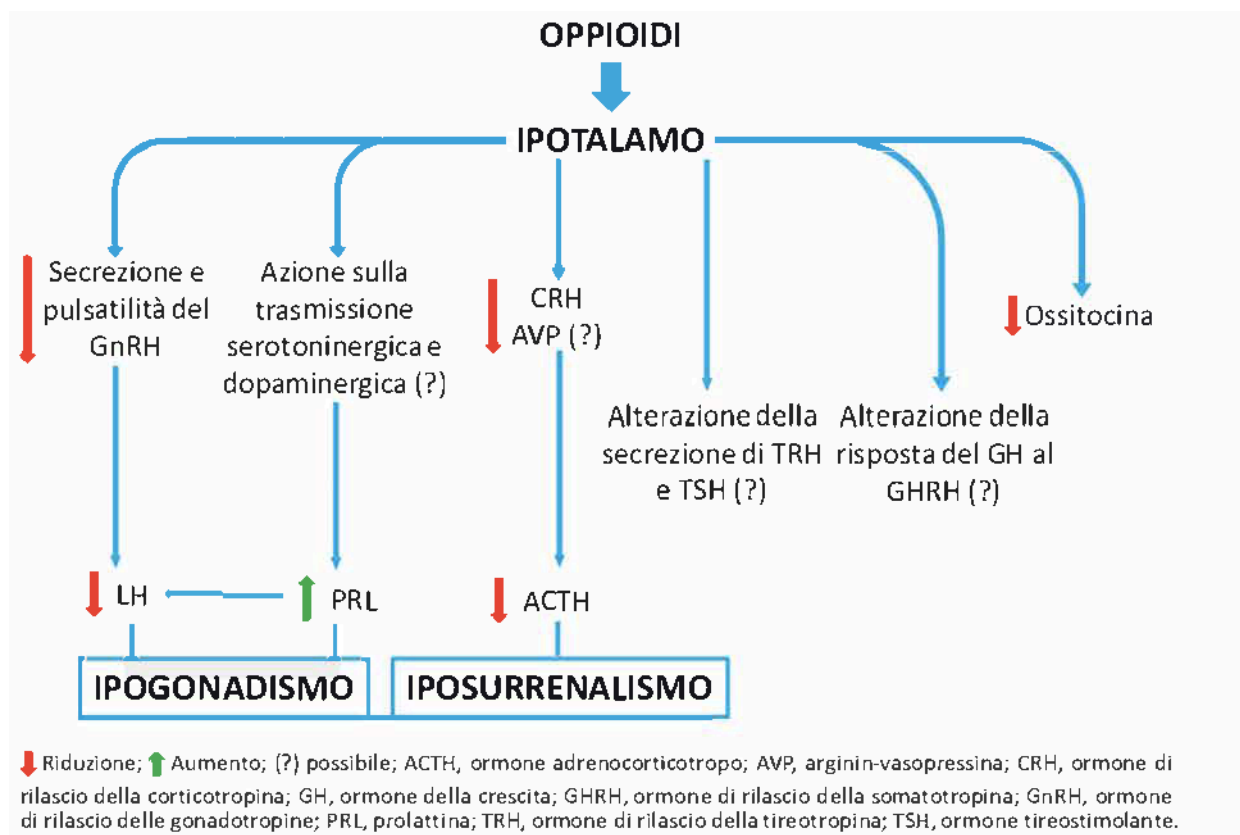 OPPIOIDI
IPOTALAMO
Secrezione e
pulsatilità del
GnRH
Azione sulla
trasmissione
serotoninergica e
dopaminergica (?)
CRH
AVP (?)
Alterazione della
secrezione di TRH
e TSH (?)
Alterazione della
risposta del GH al
GHRH (?)
Ossitocina
LH
PRL
ACTH
IPOGONADISMO
IPOSURRENALISMO
Riduzione; Aumento; (?) possibile; ACTH, ormone adrenocorticotropo; AVP, arginin-vasopressina; CRH, ormone di
rilascio della corticotropina; GH, ormone della crescita; GHRH, ormone di rilascio della somatotropina; GnRH, ormone
di rilascio delle gonadotropine; PRL, prolattina; TRH, ormone di rilascio della tireotropina; TSH, ormone tireostimolante.